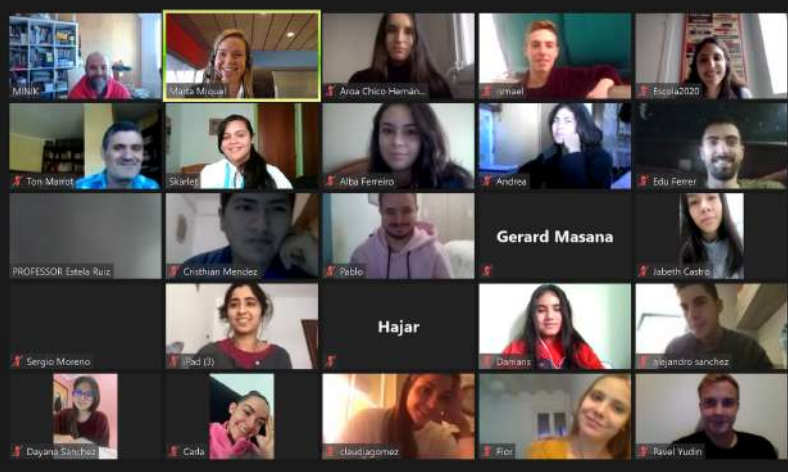 MINIK
Marta Miquel
Aroa Chico Hernán...
Ismael
Escola2020
Ton Marrot
Skarlet
Alba Ferreiro
Andrea
Edu Ferrer
PROFESSOR Estela Ruiz
Cristhian Mendez
Pablo
Gerard Masana
Jabeth Castro
Sergio Moreno
iPad (3)
Hajar
Damaris
alejandro sanchez
Dayana Sánchez
Carla
claudiagomez
Flor
Pavel Yudin